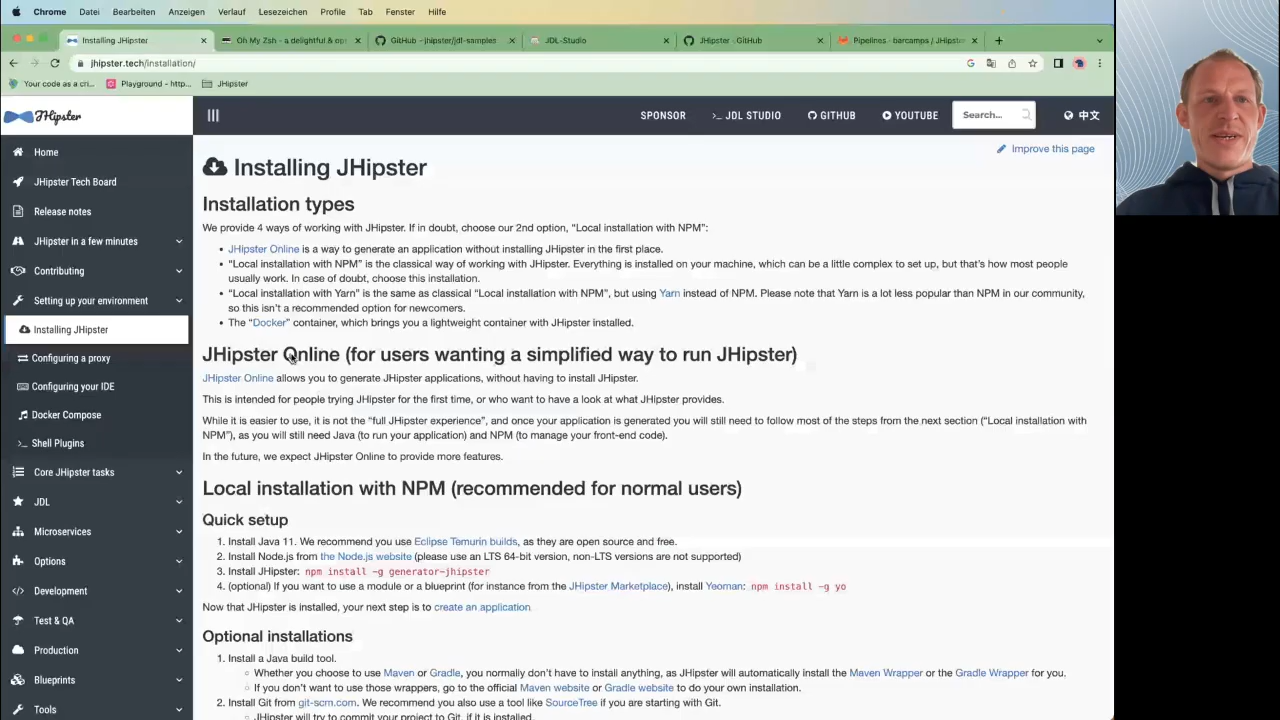 Chrome Datei Bearbeiten Anzeigen Verlauf Lesezeichen Profile Tab Fenster Hilfe
Installing JHipster
Oh My Zsh - a delightful & op
GitHub - jhipster/jdl-samples
JDL-Studio
JHipster · GitHub
Pipelines · barcamps / JHipste
jhipster.tech/installation/
Your code as a cri...
Playground – http...
JHipster
JHipster
SPONSOR
JDL STUDIO
GITHUB
YOUTUBE
Search...
中文
Home
JHipster Tech Board
Release notes
JHipster in a few minutes
Contributing
Setting up your environment
Installing JHipster
Configuring a proxy
Configuring your IDE
Docker Compose
Shell Plugins
Core JHipster tasks
JDL
Microservices
Options
Development
Test & QA
Production
Blueprints
Tools
Improve this page
Installing JHipster
Installation types
We provide 4 ways of working with JHipster. If in doubt, choose our 2nd option, “Local installation with NPM”:
• JHipster Online is a way to generate an application without installing JHipster in the first place.
• “Local installation with NPM” is the classical way of working with JHipster. Everything is installed on your machine, which can be a little complex to set up, but that’s how most people
usually work. In case of doubt, choose this installation.
• “Local installation with Yarn” is the same as classical “Local installation with NPM”, but using Yarn instead of NPM. Please note that Yarn is a lot less popular than NPM in our community,
so this isn’t a recommended option for newcomers.
• The “Docker” container, which brings you a lightweight container with JHipster installed.
JHipster Online (for users wanting a simplified way to run JHipster)
JHipster Online allows you to generate JHipster applications, without having to install JHipster.
This is intended for people trying JHipster for the first time, or who want to have a look at what JHipster provides.
While it is easier to use, it is not the “full JHipster experience”, and once your application is generated you will still need to follow most of the steps from the next section (“Local installation with
NPM”), as you will still need Java (to run your application) and NPM (to manage your front-end code).
In the future, we expect JHipster Online to provide more features.
Local installation with NPM (recommended for normal users)
Quick setup
1. Install Java 11. We recommend you use Eclipse Temurin builds, as they are open source and free.
2. Install Node.js from the Node.js website (please use an LTS 64-bit version, non-LTS versions are not supported)
3. Install JHipster: npm install -g generator-jhipster
4. (optional) If you want to use a module or a blueprint (for instance from the JHipster Marketplace), install Yeoman: npm install -g yo
Now that JHipster is installed, your next step is to create an application
Optional installations
1. Install a Java build tool.
◦ Whether you choose to use Maven or Gradle, you normally don’t have to install anything, as JHipster will automatically install the Maven Wrapper or the Gradle Wrapper for you.
◦ If you don’t want to use those wrappers, go to the official Maven website or Gradle website to do your own installation.
2. Install Git from git-scm.com. We recommend you also use a tool like SourceTree if you are starting with Git.
◦ JHipster will try to commit your project to Git, if it is installed.